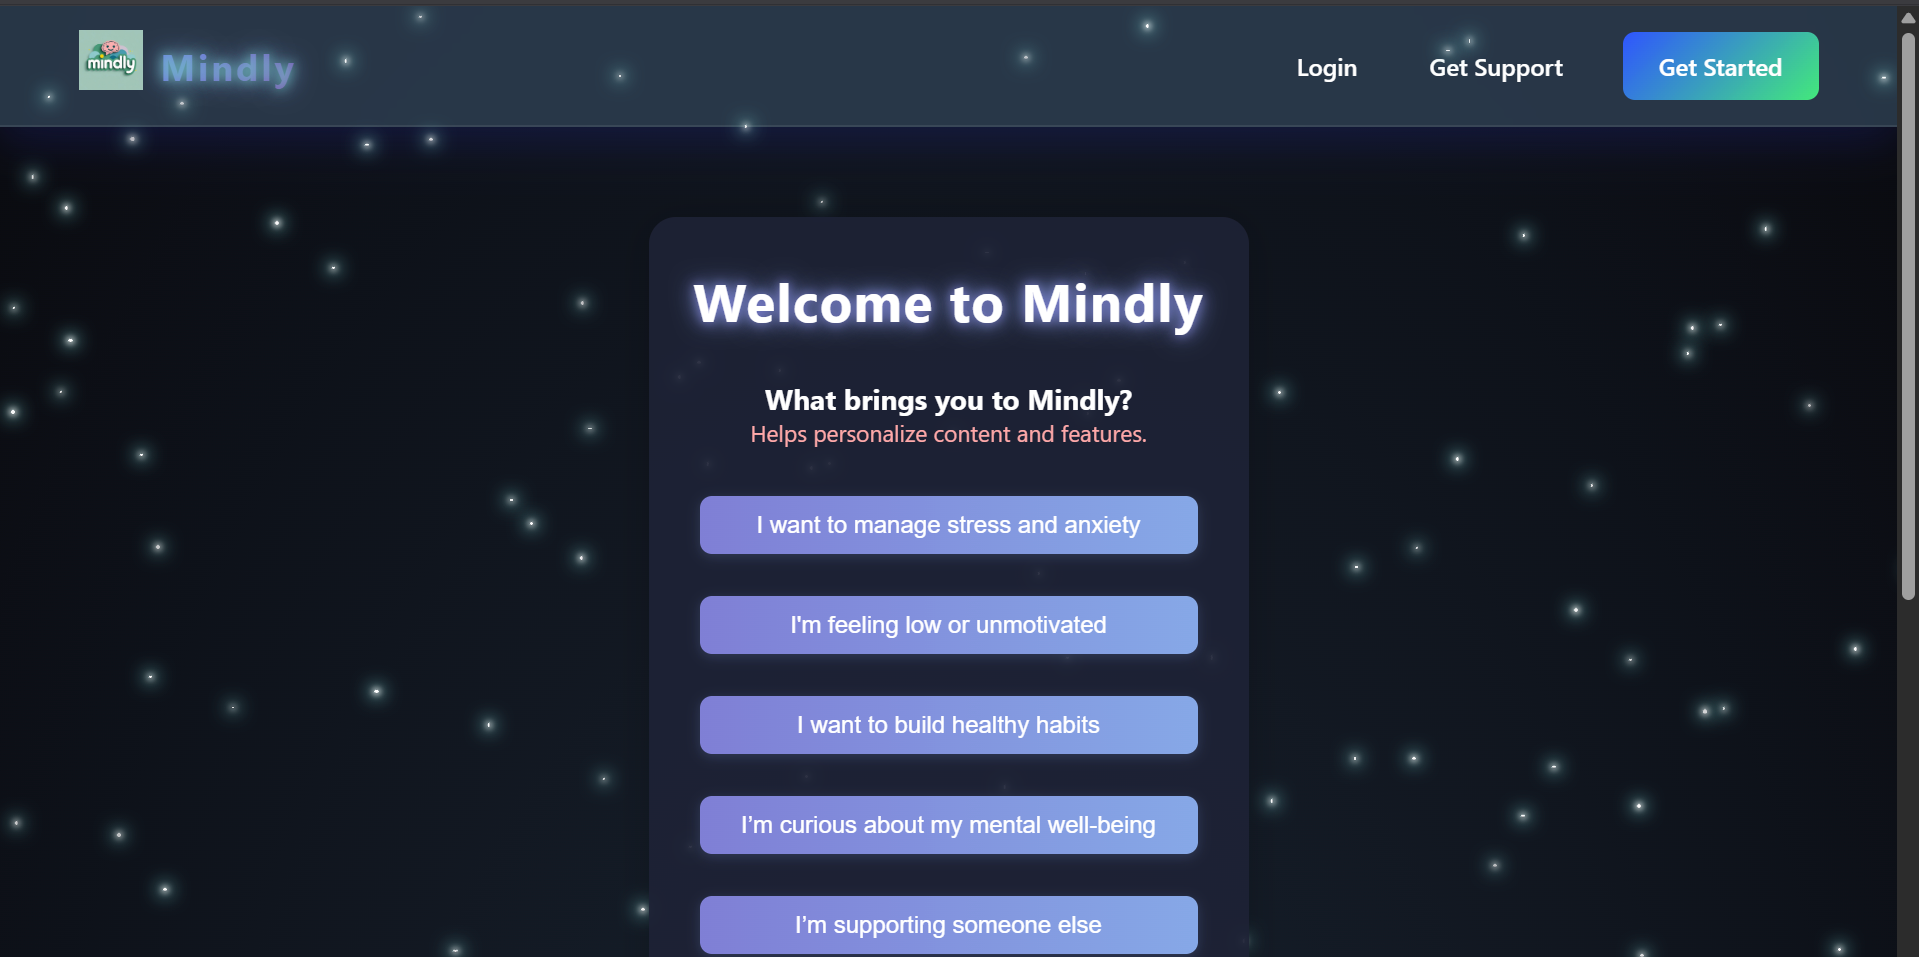 mindly
Mindly
Login
Get Support
Get Started
Welcome to Mindly
What brings you to Mindly?
Helps personalize content and features.
I want to manage stress and anxiety
I'm feeling low or unmotivated
I want to build healthy habits
I’m curious about my mental well-being
I’m supporting someone else